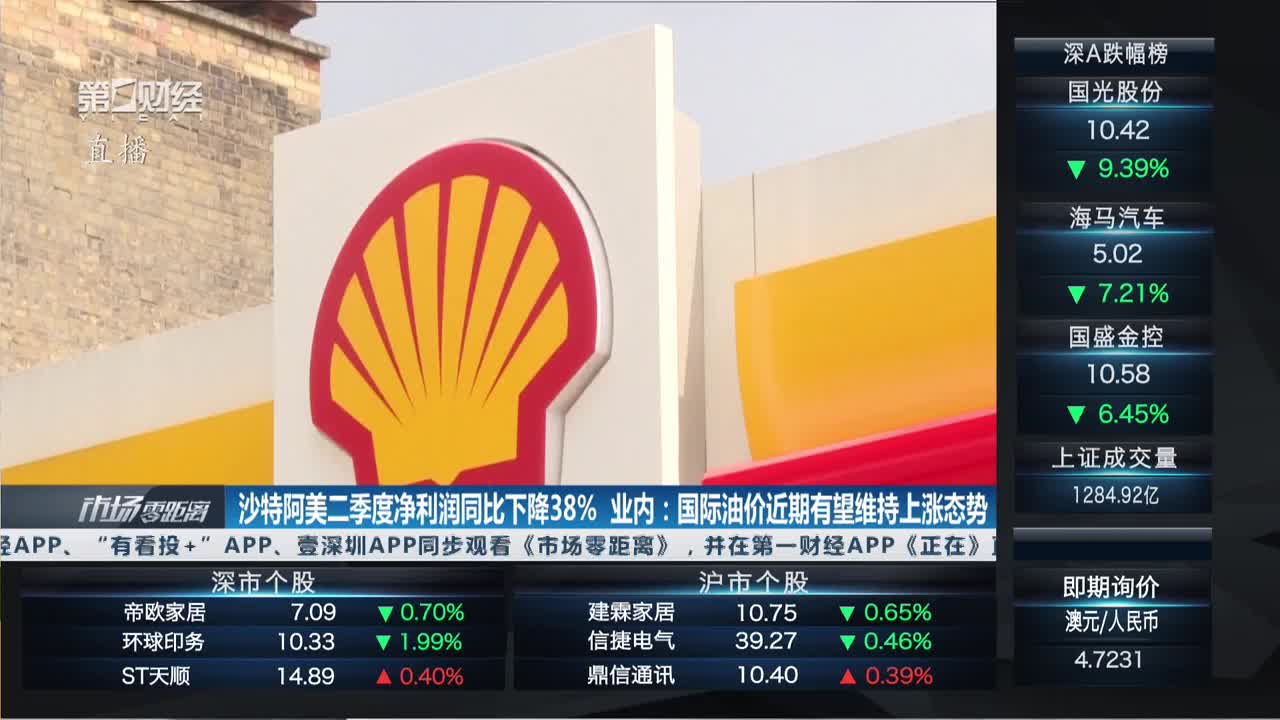 第一财经
YICAI
直播
深A跌幅榜
国光股份
10.42
▼ 9.39%
海马汽车
5.02
▼ 7.21%
国盛金控
10.58
▼ 6.45%
上证成交量
1284.92亿
即期询价
澳元/人民币
4.7231
市场零距离
沙特阿美二季度净利润同比下降38% 业内：国际油价近期有望维持上涨态势
经APP、“有看投+”APP、壹深圳APP同步观看《市场零距离》，并在第一财经APP《正在》
深市个股
帝欧家居 7.09 ▼0.70%
环球印务 10.33 ▼1.99%
ST天顺 14.89 ▲0.40%
沪市个股
建霖家居 10.75 ▼0.65%
信捷电气 39.27 ▼0.46%
鼎信通讯 10.40 ▲0.39%